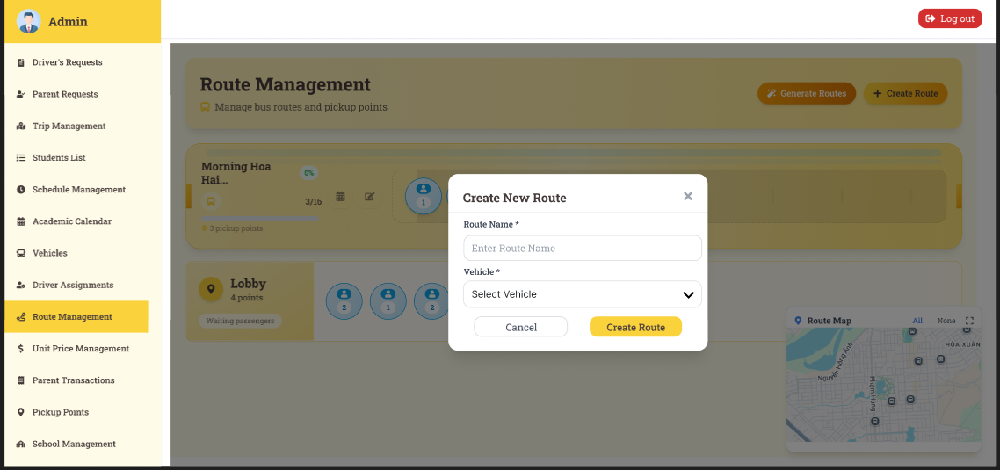 Admin
Log out
Driver's Requests
Parent Requests
Trip Management
Students List
Schedule Management
Academic Calendar
Vehicles
Driver Assignments
Route Management
Unit Price Management
Parent Transactions
Pickup Points
School Management
Route Management
Manage bus routes and pickup points
Generate Routes
Create Route
Morning Hoa
Hai...
0%
3/16
3 pickup points
1
Lobby
4 points
Waiting passengers
2
1
2
Create New Route
Route Name *
Enter Route Name
Vehicle *
Select Vehicle
Cancel
Create Route
Route Map
All
None
HÒA XUÂN
Nguyễn Hồng Ánh
Phạm Hùng